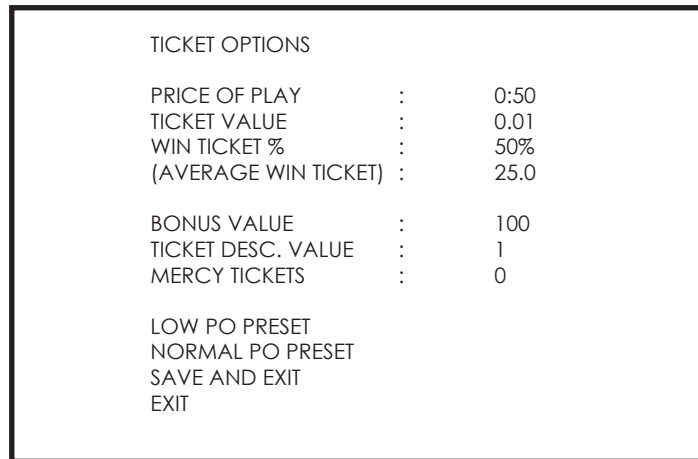 TICKET OPTIONS
PRICE OF PLAY : 0:50
TICKET VALUE : 0.01
WIN TICKET % : 50%
(AVERAGE WIN TICKET) : 25.0
BONUS VALUE : 100
TICKET DESC. VALUE : 1
MERCY TICKETS : 0
LOW PO PRESET
NORMAL PO PRESET
SAVE AND EXIT
EXIT